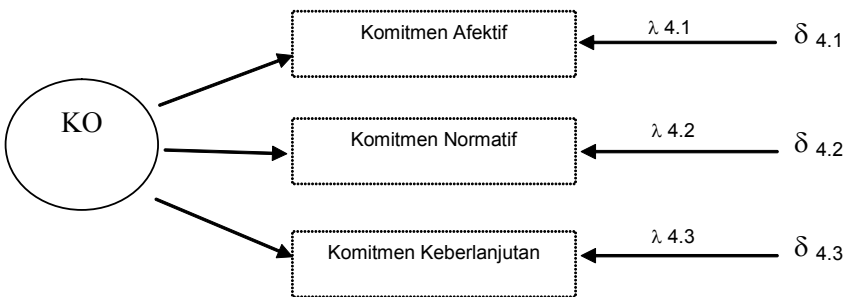 Komitmen Afektif
λ 4.1
δ 4.1
KO
Komitmen Normatif
λ 4.2
δ 4.2
Komitmen Keberlanjutan
λ 4.3
δ 4.3